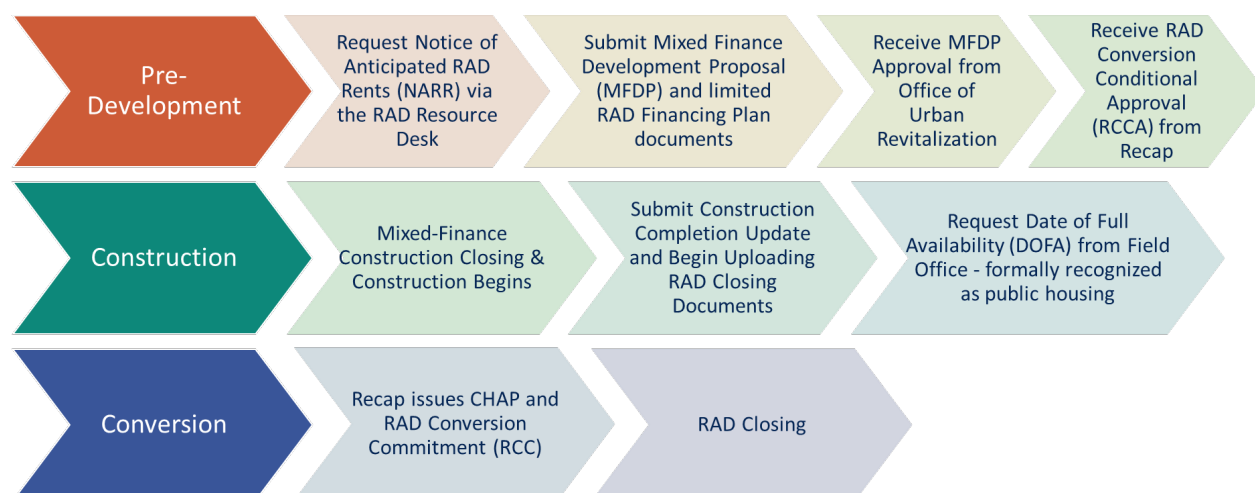 Pre-
Development
Request Notice of
Anticipated RAD
Rents (NARR) via
the RAD Resource
Desk
Submit Mixed Finance
Development Proposal
(MFDP) and limited
RAD Financing Plan
documents
Receive MFDP
Approval from
Office of
Urban
Revitalization
Receive RAD
Conversion
Conditional
Approval
(RCCA) from
Recap
Construction
Mixed-Finance
Construction Closing &
Construction Begins
Submit Construction
Completion Update
and Begin Uploading
RAD Closing
Documents
Request Date of Full
Availability (DOFA) from Field
Office - formally recognized
as public housing
Conversion
Recap issues CHAP and
RAD Conversion
Commitment (RCC)
RAD Closing